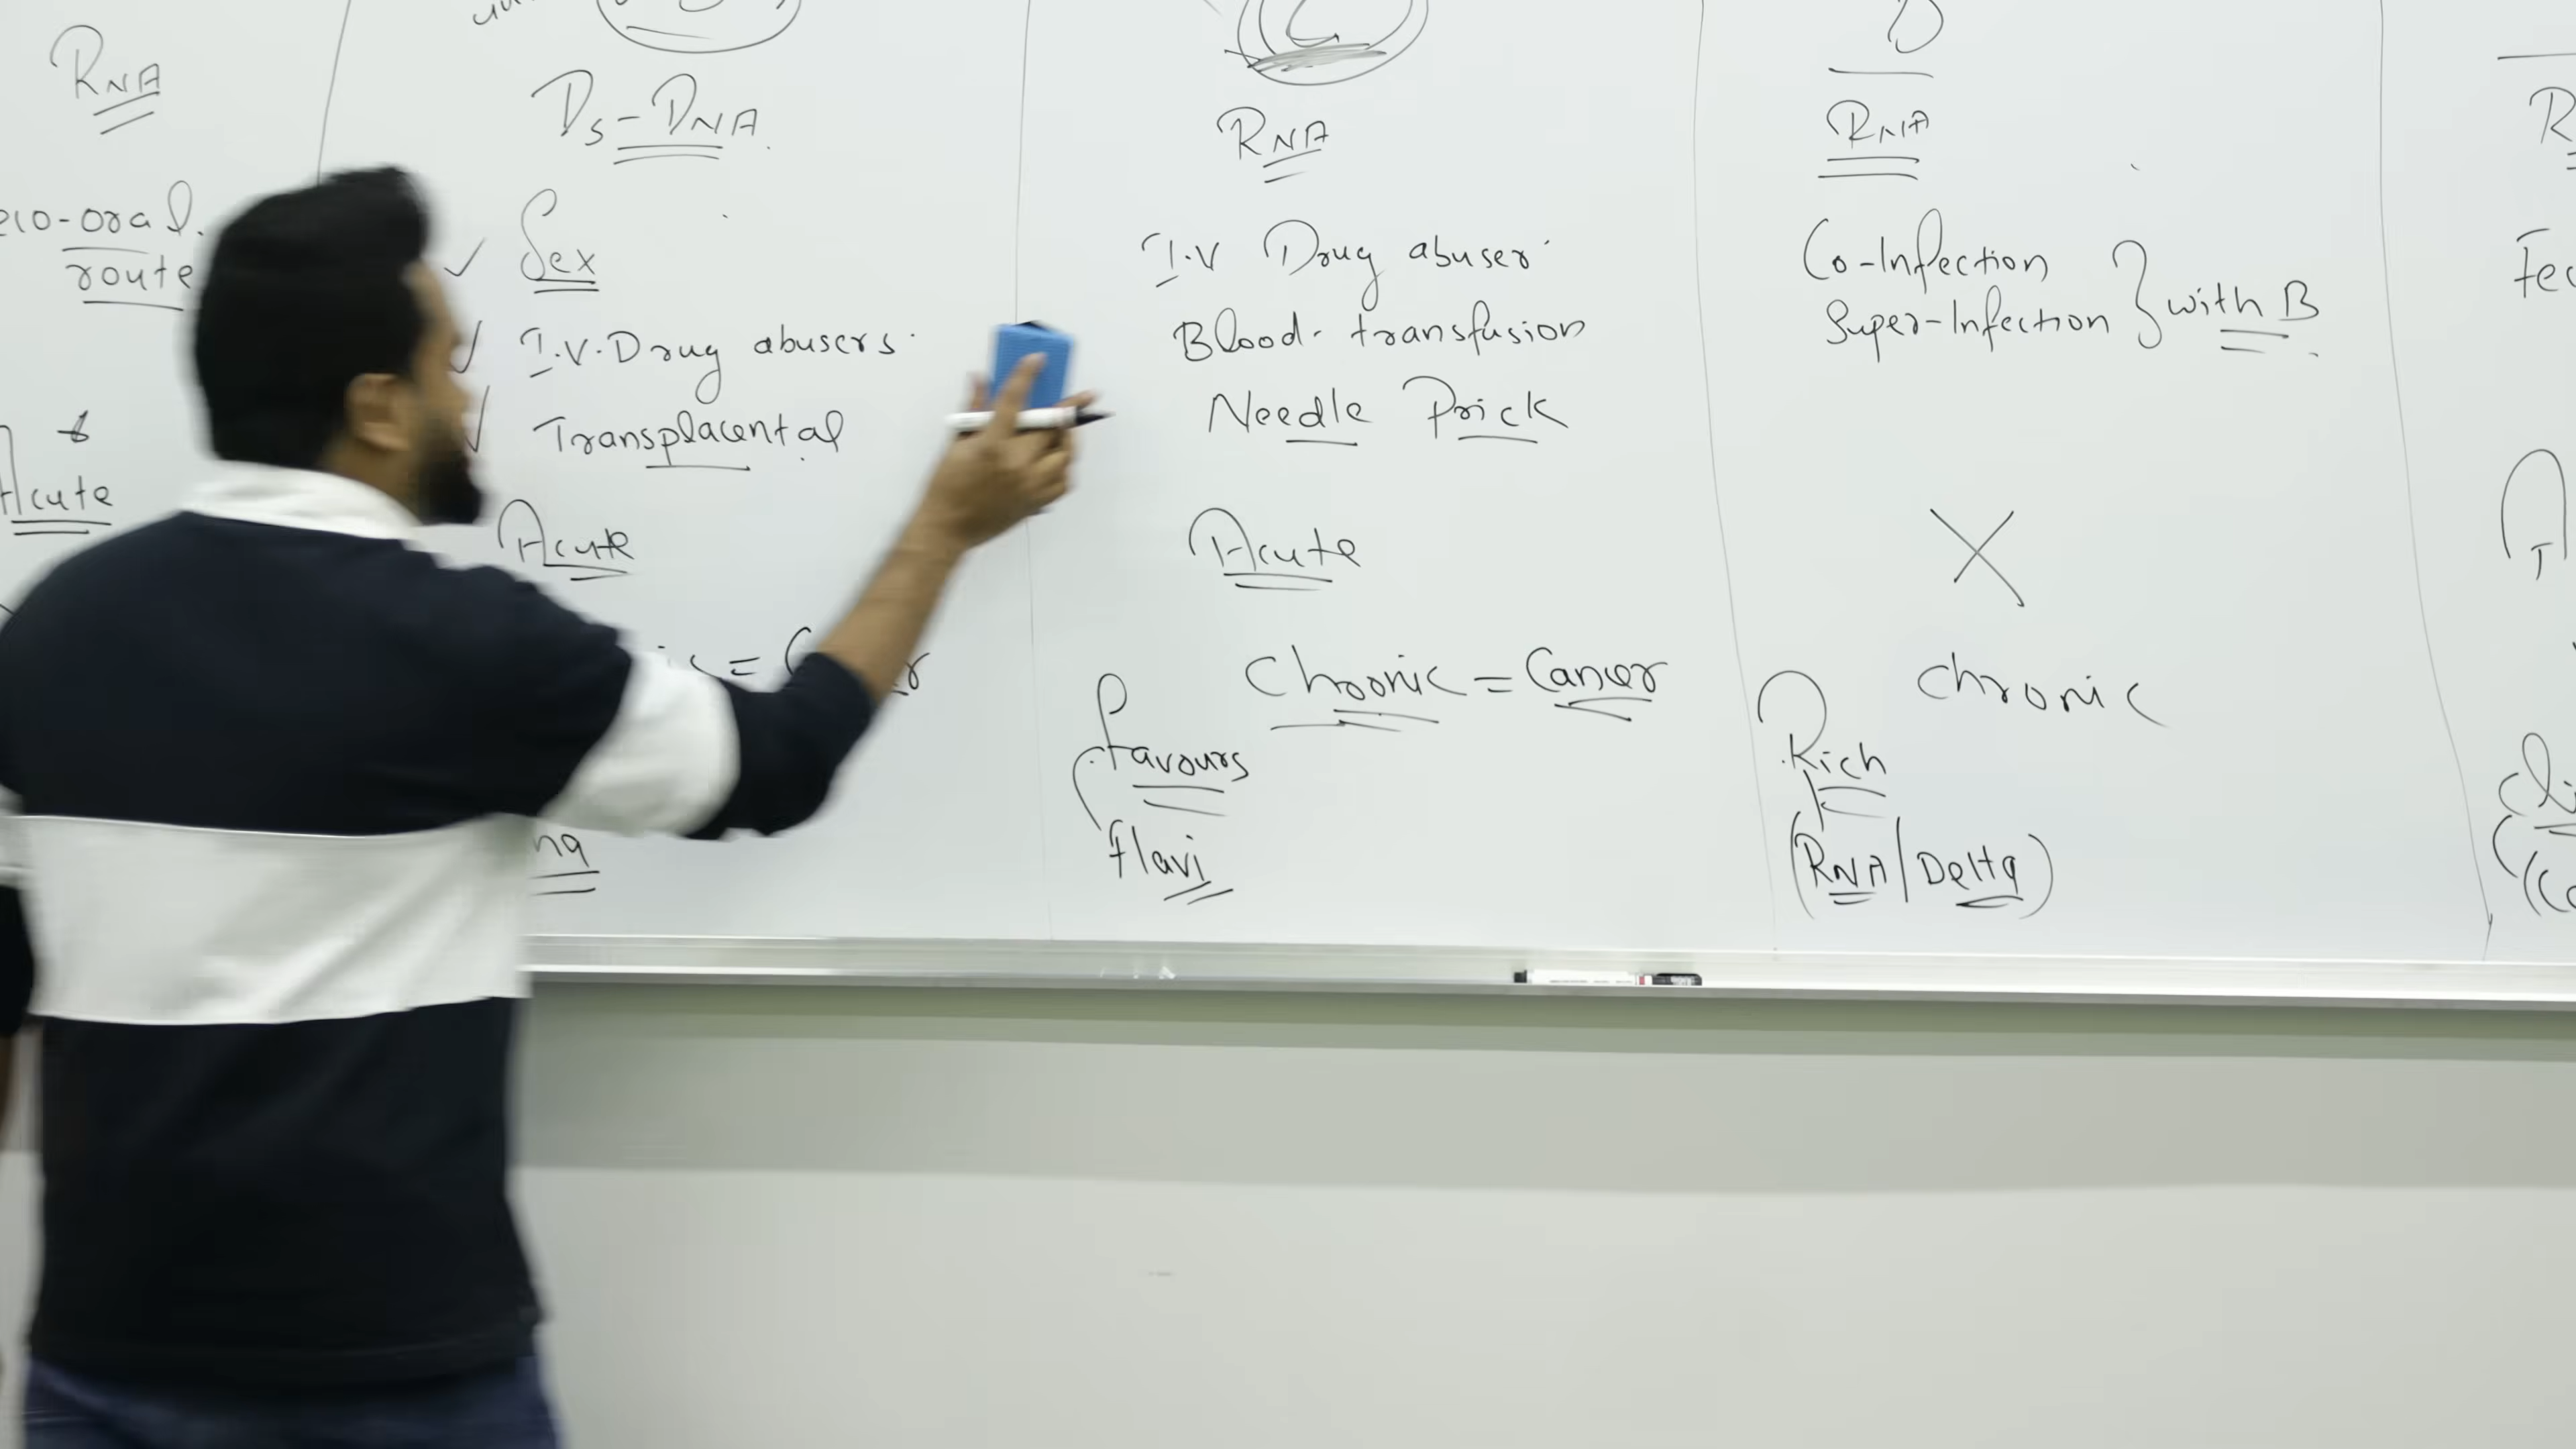 RNA
oral
route
Acute
Ds-DNA
Sex
I.V. Drug abusers
Transplacental
Acute
=
C
RNA
I.V Drug abuser
Blood transfusion
Needle Prick
Acute
Chronic = Cancer
favours
flavi
D
RNA
Co-Infection
Super-Infection } with B
X
Chronic
Rich
(RNA/Delta)